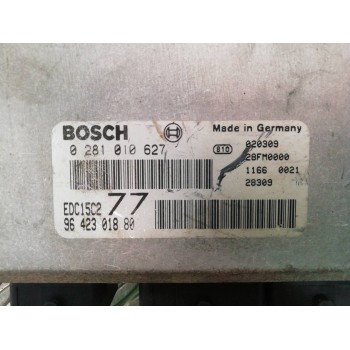 BOSCH
Made in Germany
0 281 010 627
E10
020309
28FM0000
1166 0021
28309
EDC15C2 77
96 423 018 80